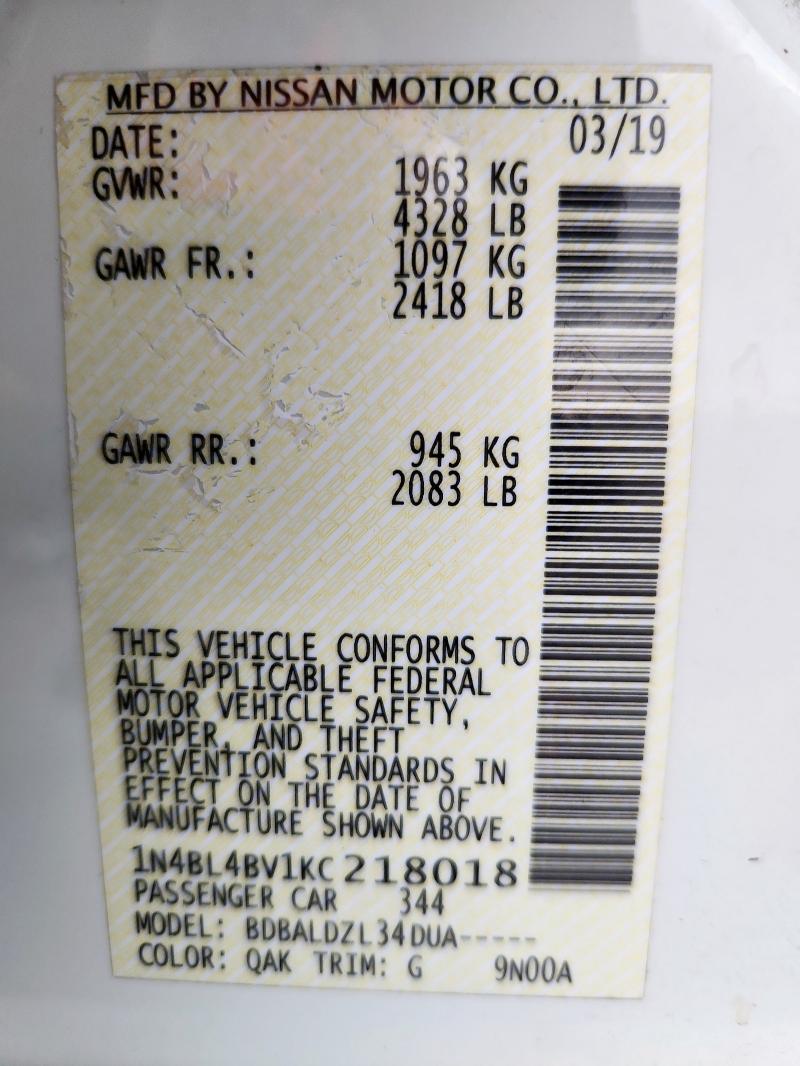 MFD BY NISSAN MOTOR CO., LTD.
DATE: 03/19
GVWR: 1963 KG
4328 LB
GAWR FR.: 1097 KG
2418 LB
GAWR RR.: 945 KG
2083 LB
THIS VEHICLE CONFORMS TO
ALL APPLICABLE FEDERAL
MOTOR VEHICLE SAFETY,
BUMPER, AND THEFT
PREVENTION STANDARDS IN
EFFECT ON THE DATE OF
MANUFACTURE SHOWN ABOVE.
1N4BL4BV1KC218018
PASSENGER CAR 344
MODEL: BDBALDZL34DUA-----
COLOR: QAK TRIM: G 9N00A